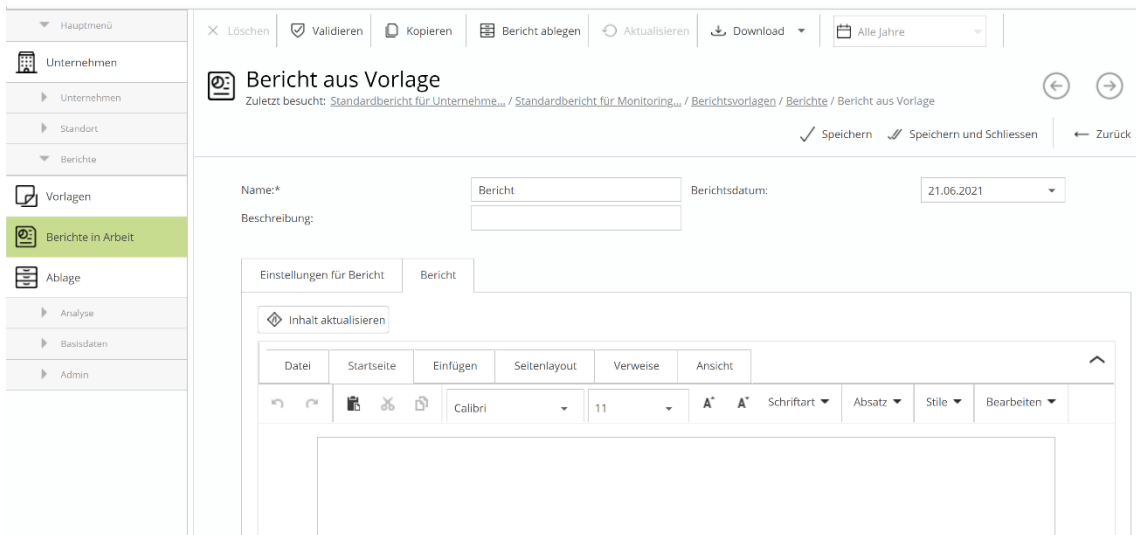 Hauptmenü
Unternehmen
Unternehmen
Standort
Berichte
Vorlagen
Berichte in Arbeit
Ablage
Analyse
Basisdaten
Admin
Löschen Validieren Kopieren Bericht ablegen Aktualisieren Download Alle Jahre
Bericht aus Vorlage
Zuletzt besucht: Standardbericht für Unternehme... / Standardbericht für Monitoring... / Berichtsvorlagen / Berichte / Bericht aus Vorlage
Speichern Speichern und Schliessen Zurück
Name:* Bericht Berichtsdatum: 21.06.2021
Beschreibung:
Einstellungen für Bericht Bericht
Inhalt aktualisieren
Datei Startseite Einfügen Seitenlayout Verweise Ansicht
Calibri 11 A A Schriftart Absatz Stile Bearbeiten